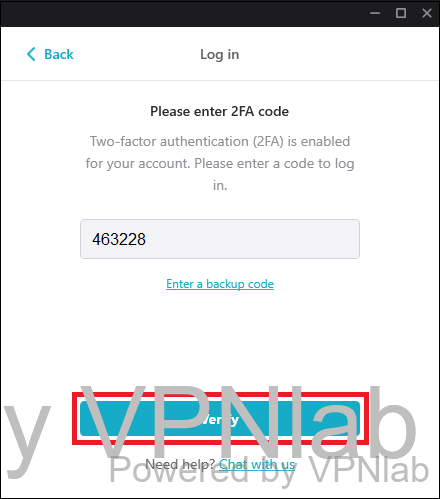 Back
Log in
Please enter 2FA code
Two-factor authentication (2FA) is enabled
for your account. Please enter a code to log
in.
463228
Enter a backup code
Verify
y VPNlab
Powered by VPNlab
Need help? Chat with us